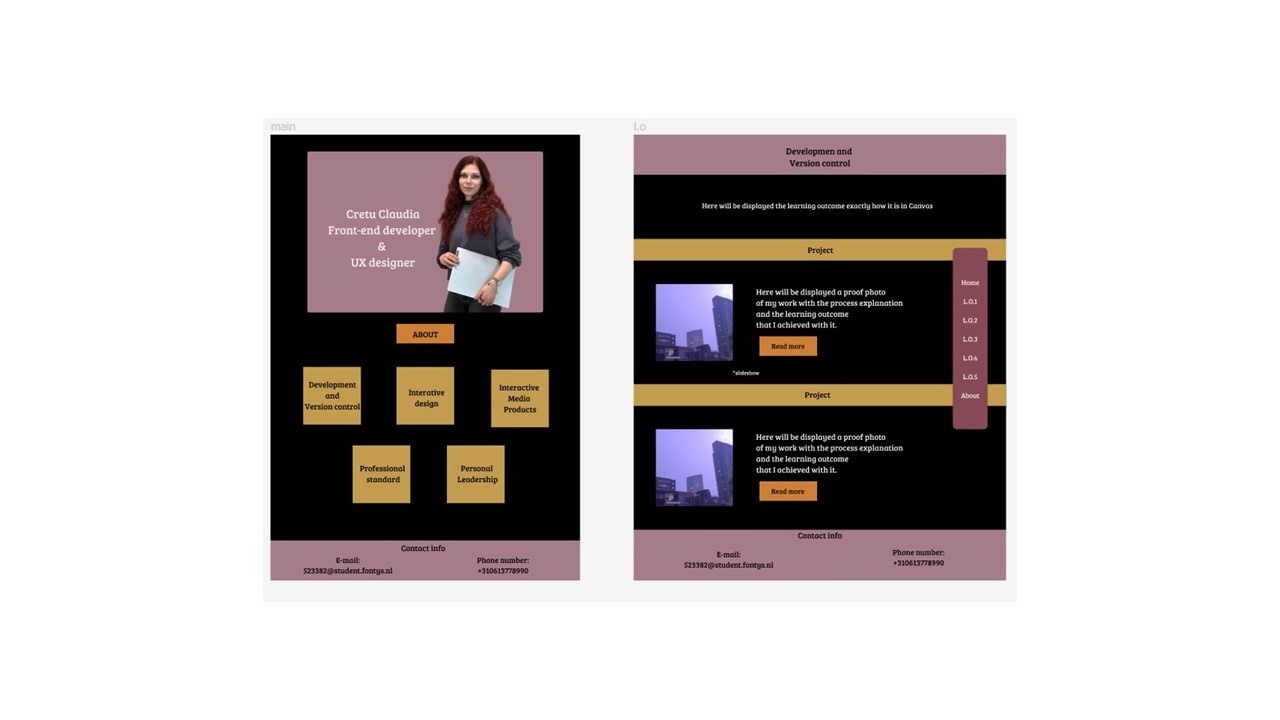 main
Cretu Claudia
Front-end developer
&
UX designer
ABOUT
Development
and
Version control
Interative
design
Interactive
Media
Products
Professional
standard
Personal
Leadership
Contact info
E-mail:
523382@student.fontys.nl
Phone number:
+310613778990
l.o
Developmen and
Version control
Here will be displayed the learning outcome exactly how it is in Canvas
Project
Here will be displayed a proof photo
of my work with the process explanation
and the learning outcome
that I achieved with it.
Read more
*slideshow
Project
Here will be displayed a proof photo
of my work with the process explanation
and the learning outcome
that I achieved with it.
Read more
Home
L.O.1
L.O.2
L.O.3
L.O.4
L.O.5
About
Contact info
E-mail:
523382@student.fontys.nl
Phone number:
+310613778990